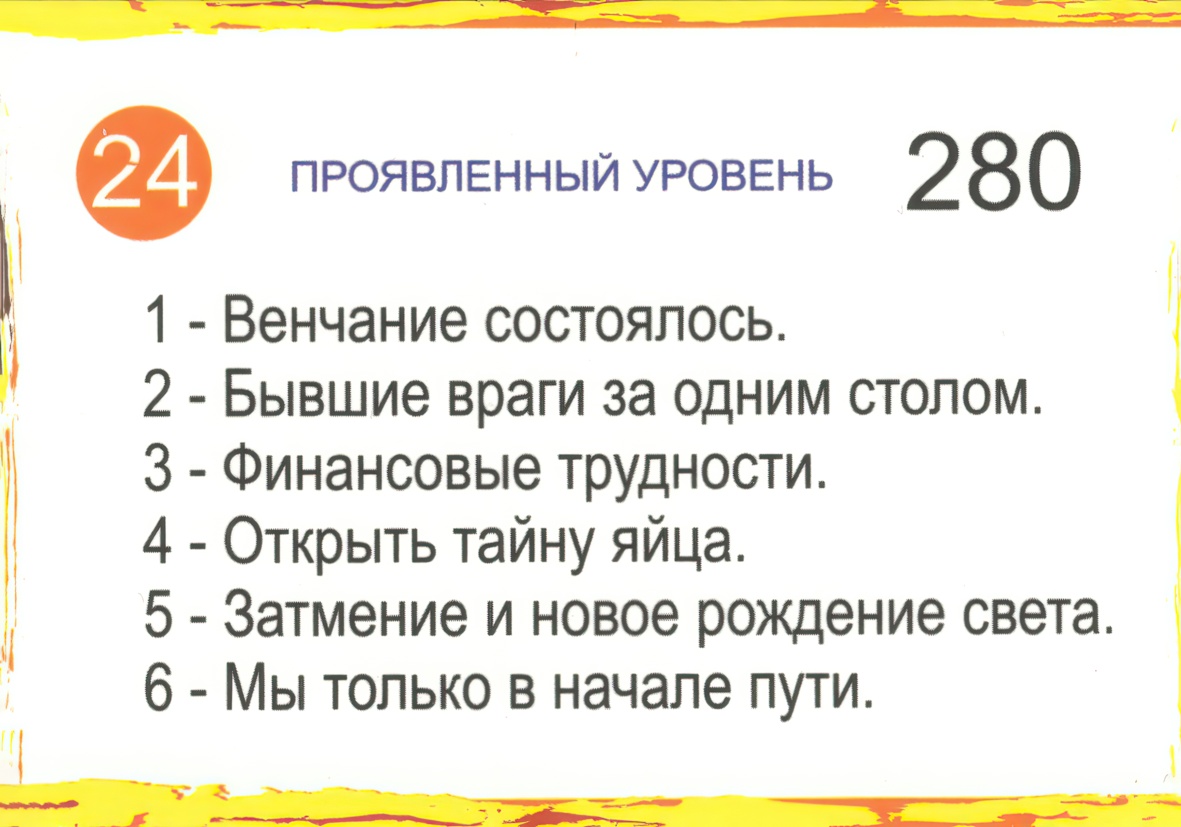 24 ПРОЯВЛЕННЫЙ УРОВЕНЬ 280
1 - Венчание состоялось.
2 - Бывшие враги за одним столом.
3 - Финансовые трудности.
4 - Открыть тайну яйца.
5 - Затмение и новое рождение света.
6 - Мы только в начале пути.